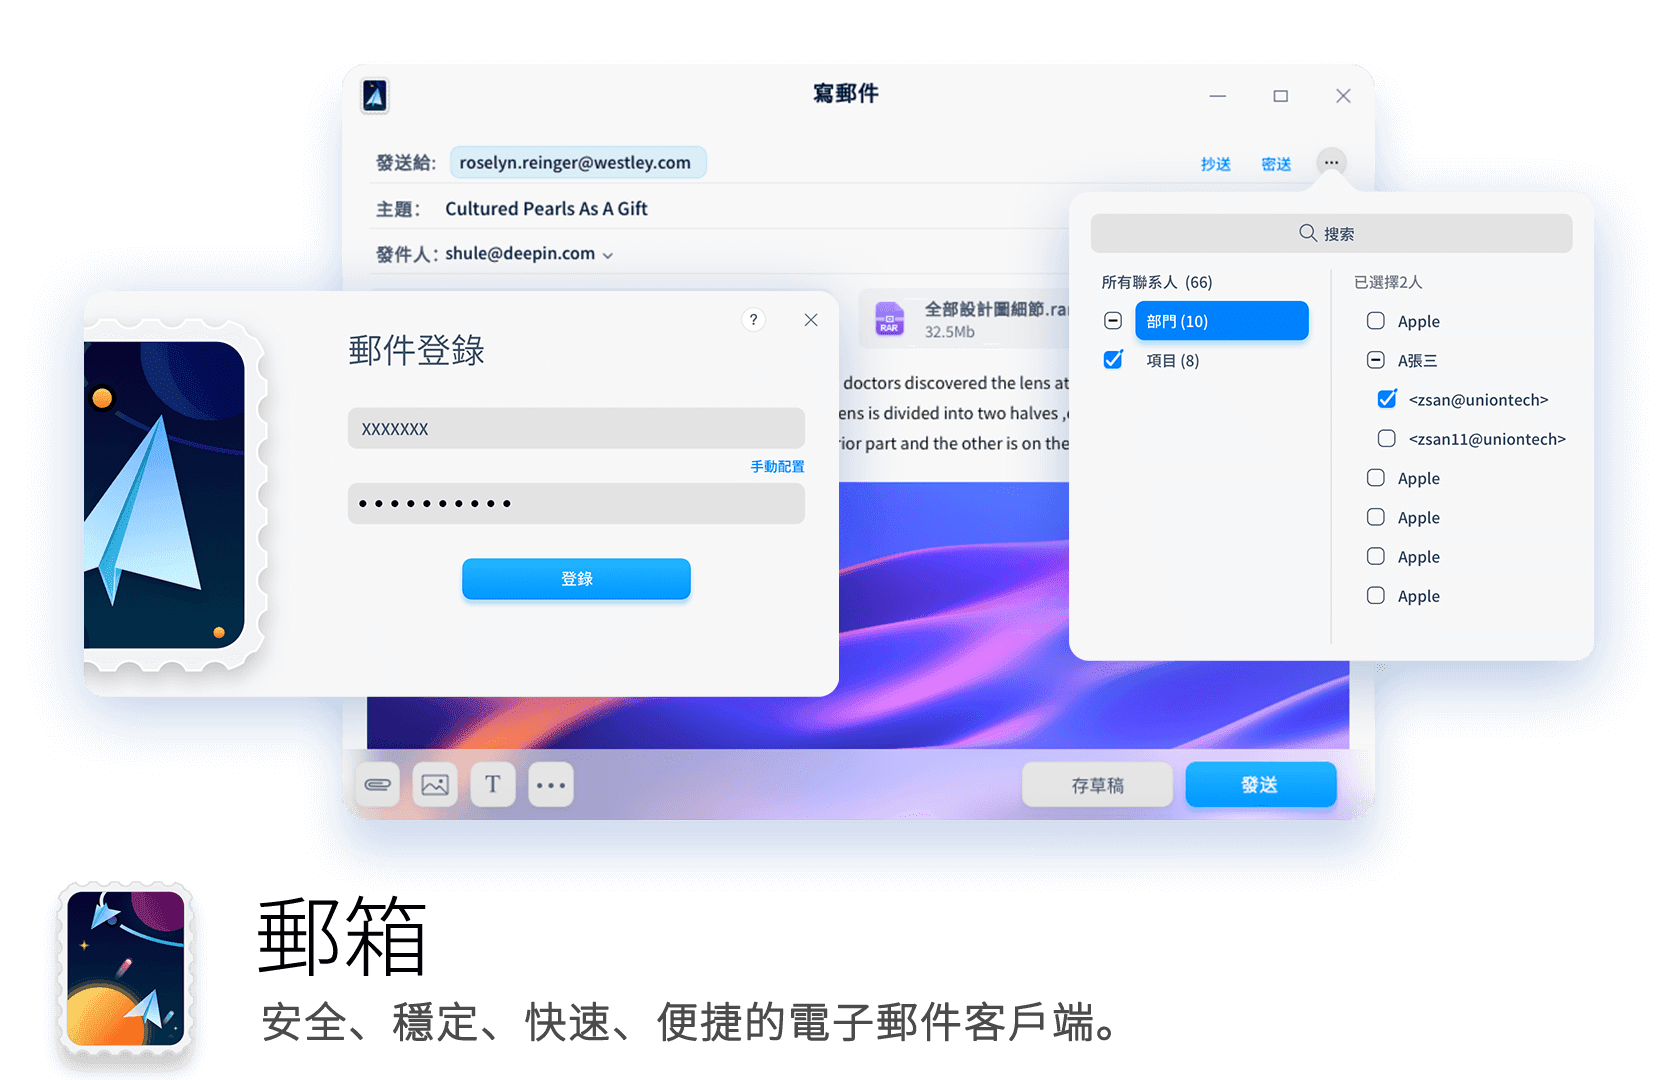 寫郵件
發送給: roselyn.reinger@westley.com 抄送 密送
主題: Cultured Pearls As A Gift
發件人: shule@deepin.com
搜索
所有聯系人 (66)
部門 (10)
項目 (8)
已選擇2人
Apple
A張三
<zsan@uniontech>
<zsan11@uniontech>
Apple
Apple
Apple
Apple
RAR
全部設計圖細節.ra
32.5Mb
doctors discovered the lens at
ens is divided into two halves ,
ior part and the other is on the
?
郵件登錄
XXXXXXX
手動配置
登錄
T
存草稿
發送
郵箱
安全、穩定、快速、便捷的電子郵件客戶端。